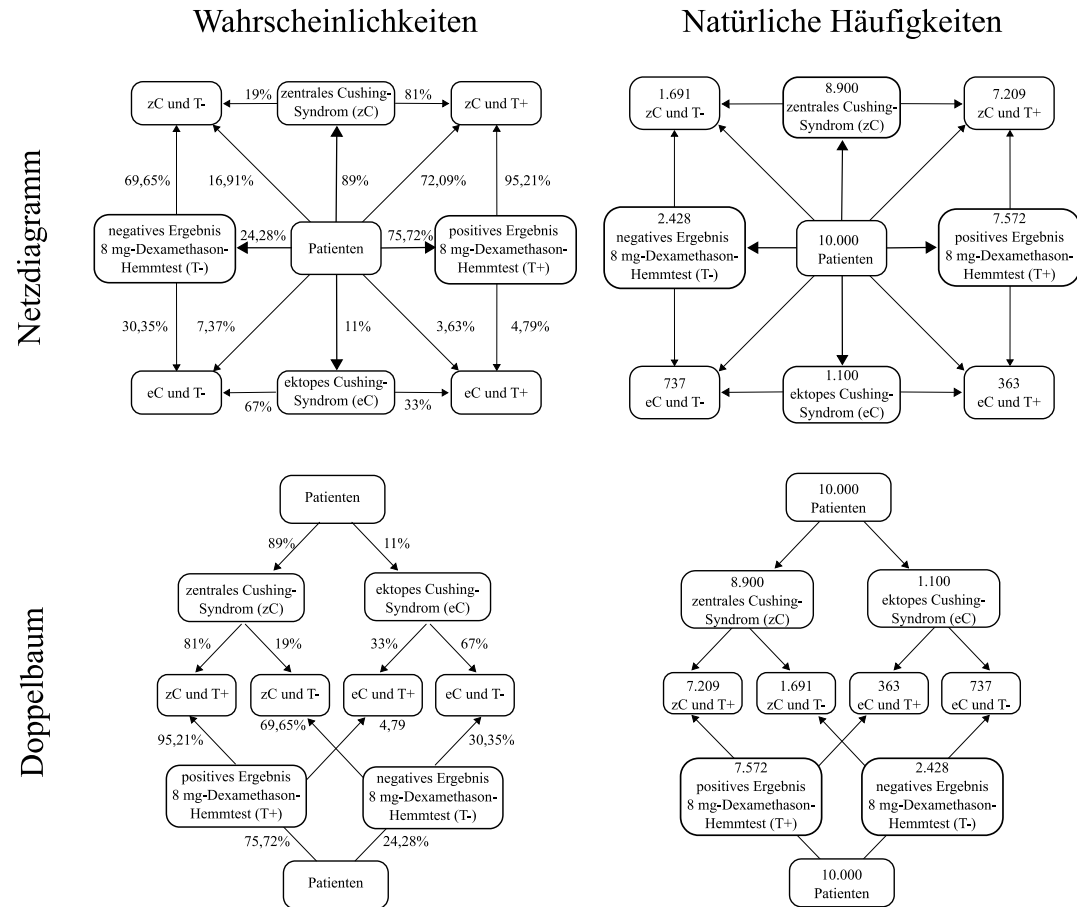 Wahrscheinlichkeiten
Natürliche Häufigkeiten
Netzdiagramm
zC und T-
19%
zentrales Cushing-
Syndrom (zC)
81%
zC und T+
69,65%
16,91%
89%
72,09%
95,21%
negatives Ergebnis
8 mg-Dexamethason-
Hemmtest (T-)
24,28%
Patienten
75,72%
positives Ergebnis
8 mg-Dexamethason-
Hemmtest (T+)
30,35%
7,37%
11%
3,63%
4,79%
eC und T-
67%
ektopes Cushing-
Syndrom (eC)
33%
eC und T+
1.691
zC und T-
8.900
zentrales Cushing-
Syndrom (zC)
7.209
zC und T+
2.428
negatives Ergebnis
8 mg-Dexamethason-
Hemmtest (T-)
10.000
Patienten
7.572
positives Ergebnis
8 mg-Dexamethason-
Hemmtest (T+)
737
eC und T-
1.100
ektopes Cushing-
Syndrom (eC)
363
eC und T+
Doppelbaum
Patienten
89%
11%
zentrales Cushing-
Syndrom (zC)
ektopes Cushing-
Syndrom (eC)
81%
19%
33%
67%
zC und T+
zC und T-
eC und T+
eC und T-
95,21%
69,65%
4,79
30,35%
positives Ergebnis
8 mg-Dexamethason-
Hemmtest (T+)
negatives Ergebnis
8 mg-Dexamethason-
Hemmtest (T-)
75,72%
24,28%
Patienten
10.000
Patienten
8.900
zentrales Cushing-
Syndrom (zC)
1.100
ektopes Cushing-
Syndrom (eC)
7.209
zC und T+
1.691
zC und T-
363
eC und T+
737
eC und T-
7.572
positives Ergebnis
8 mg-Dexamethason-
Hemmtest (T+)
2.428
negatives Ergebnis
8 mg-Dexamethason-
Hemmtest (T-)
10.000
Patienten